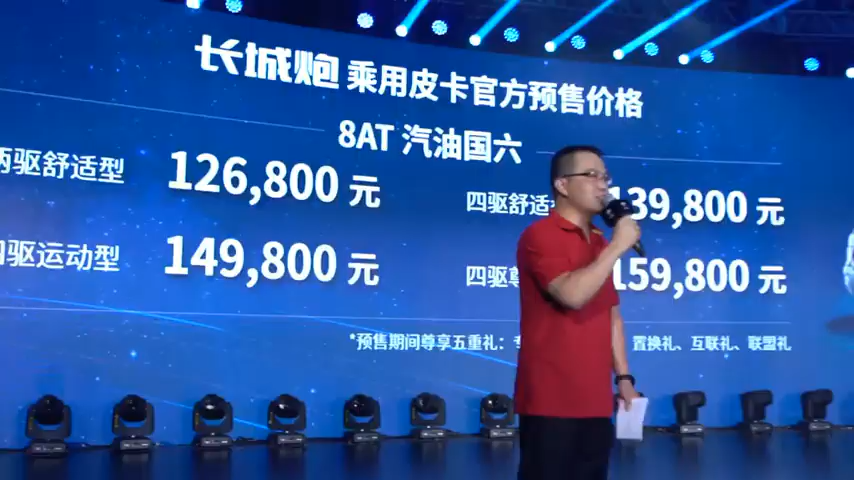 长城炮 乘用皮卡官方预售价格
8AT 汽油国六
两驱舒适型 126,800 元
四驱舒适 139,800 元
四驱运动型 149,800 元
四驱尊 159,800 元
*预售期间尊享五重礼: 置换礼、互联礼、联盟礼